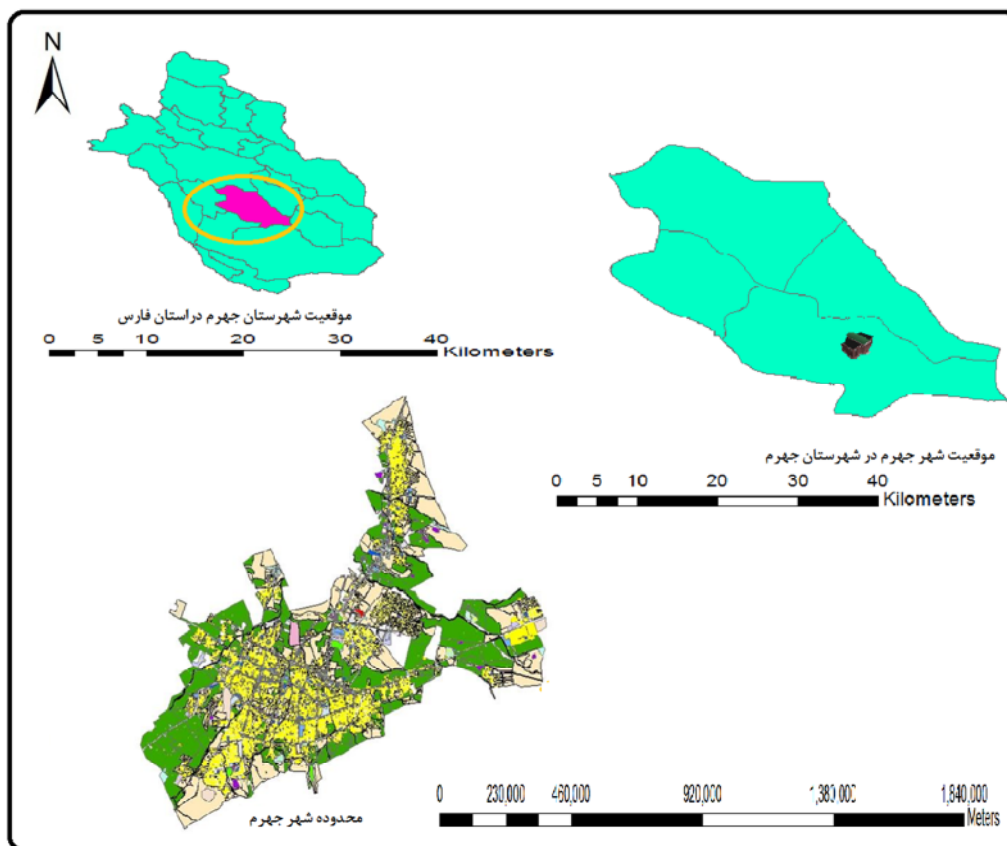 N
موقعیت شهرستان جهرم دراستان فارس
0 5 10 20 30 40
Kilometers
موقعیت شهر جهرم در شهرستان جهرم
0 5 10 20 30 40
Kilometers
محدوده شهر جهرم
0 230,000 460,000 920,000 1,380,000 1,840,000
Meters